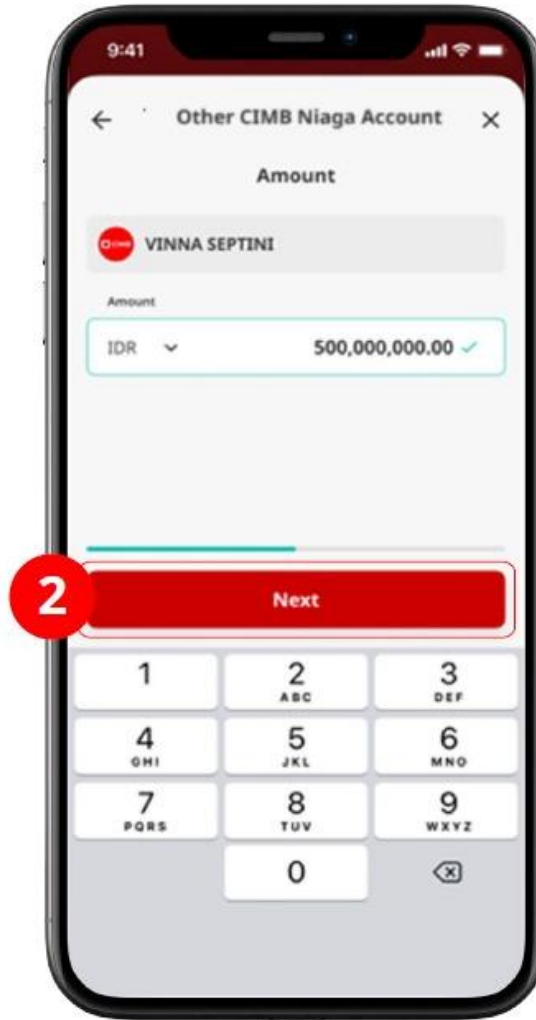 9:41
Other CIMB Niaga Account
Amount
CIMB VINNA SEPTINI
Amount
IDR 500,000,000.00
2
Next
1
2
ABC
3
DEF
4
GHI
5
JKL
6
MNO
7
PQRS
8
TUV
9
WXYZ
0